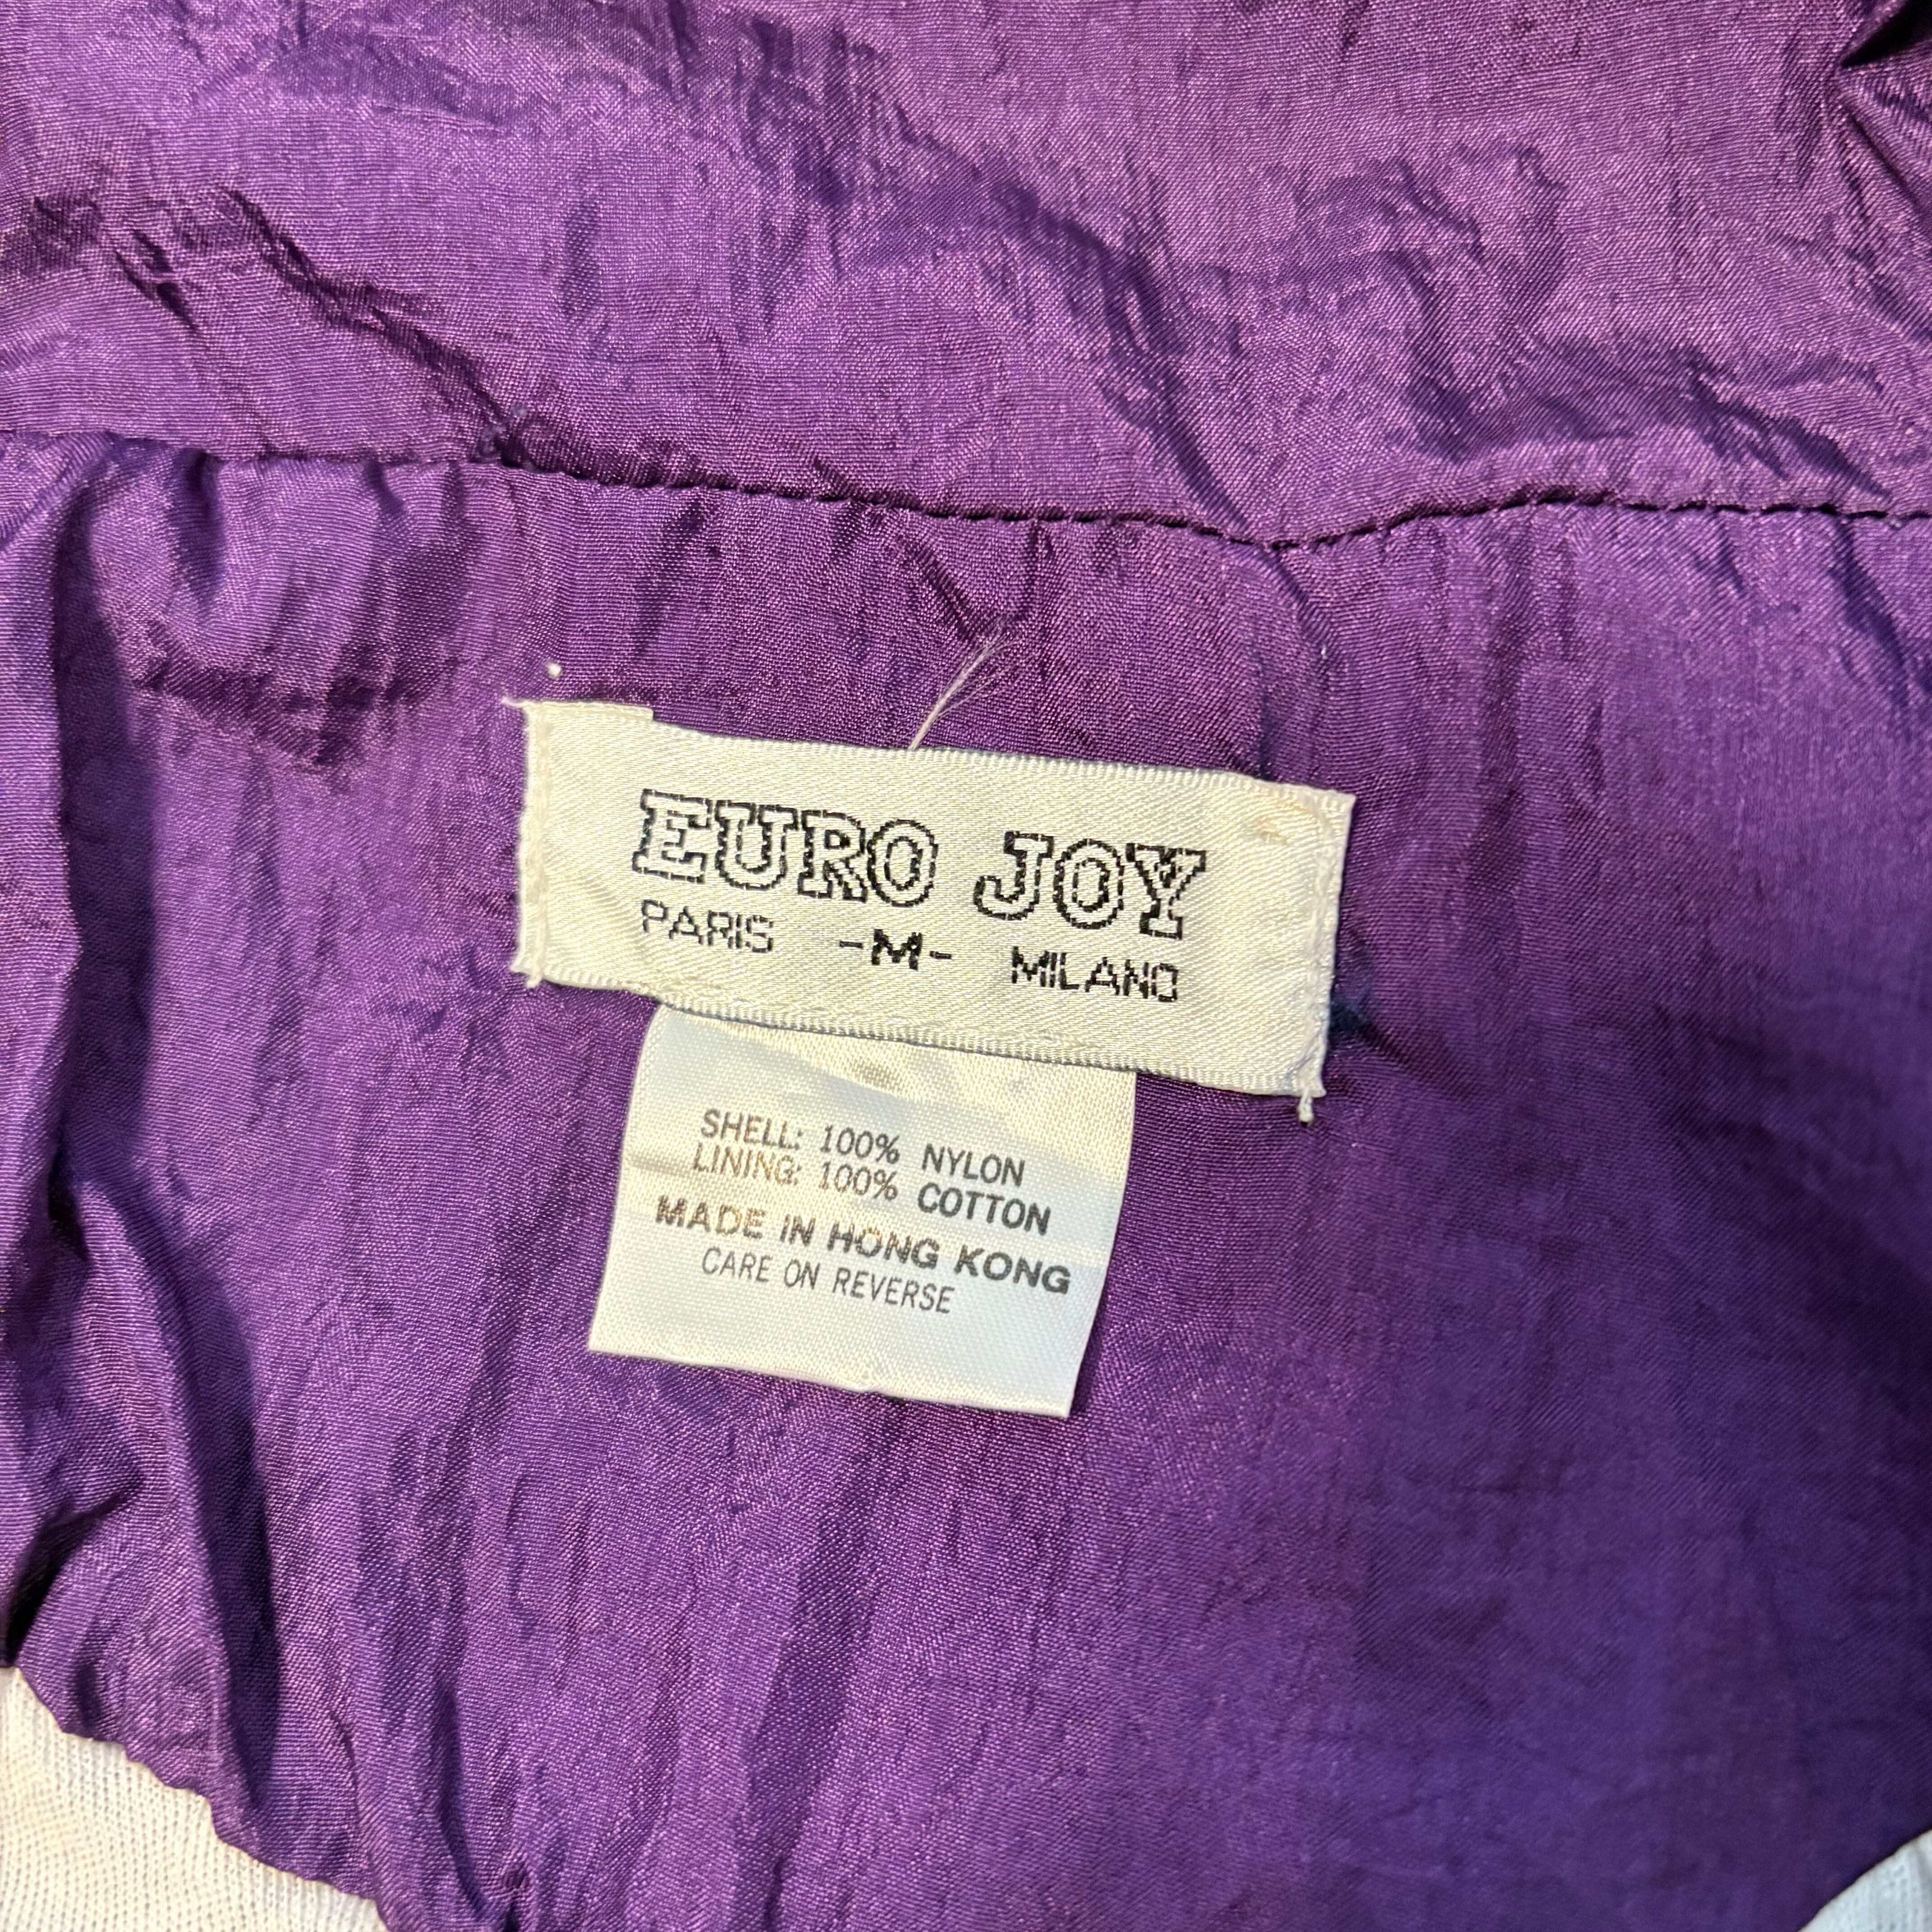 EURO JOY
PARIS -M- MILANO
SHELL: 100% NYLON
LINING: 100% COTTON
MADE IN HONG KONG
CARE ON REVERSE